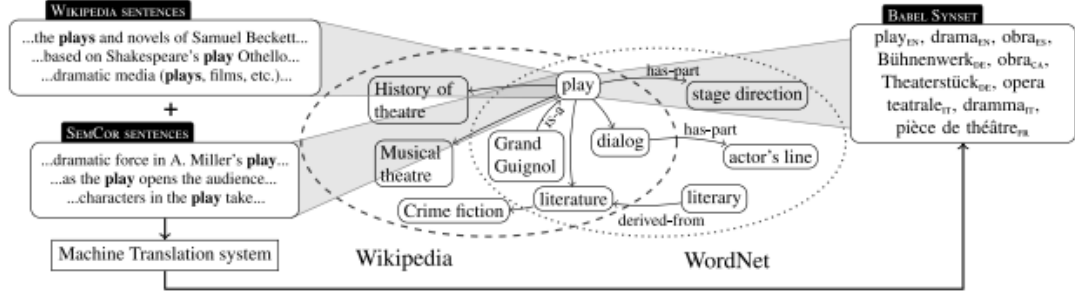 WIKIPEDIA SENTENCES
...the plays and novels of Samuel Beckett...
...based on Shakespeare's play Othello...
...dramatic media (plays, films, etc.)...
+
SEMCOR SENTENCES
...dramatic force in A. Miller's play...
...as the play opens the audience...
...characters in the play take...
Machine Translation system
History of
theatre
Musical
theatre
Crime fiction
play
is-a
Grand
Guignol
literature
dialog
has-part
stage direction
has-part
actor's line
literary
derived-from
Wikipedia
WordNet
BABEL SYNSET
playEN, dramaEN, obraES,
BühnenwerkDE, obraCA,
TheaterstückDE, opera
teatraleIT, drammaIT,
pièce de théâtreFR